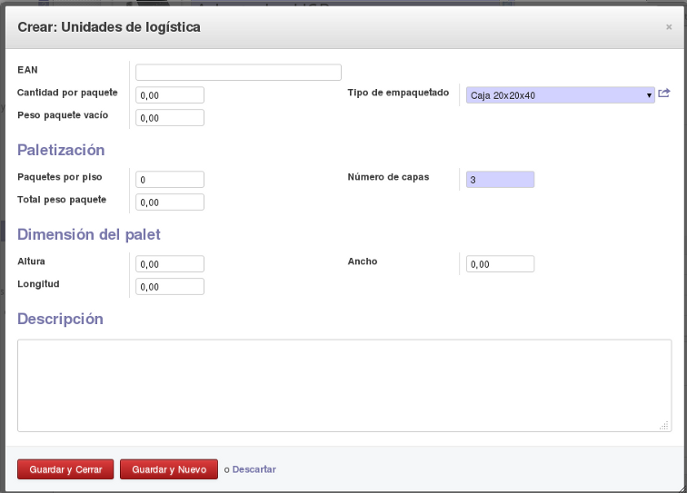 Crear: Unidades de logística
×
EAN
Cantidad por paquete 0,00 Tipo de empaquetado Caja 20x20x40
Peso paquete vacío 0,00
Paletización
Paquetes por piso 0 Número de capas 3
Total peso paquete 0,00
Dimensión del palet
Altura 0,00 Ancho 0,00
Longitud 0,00
Descripción
Guardar y Cerrar Guardar y Nuevo o Descartar